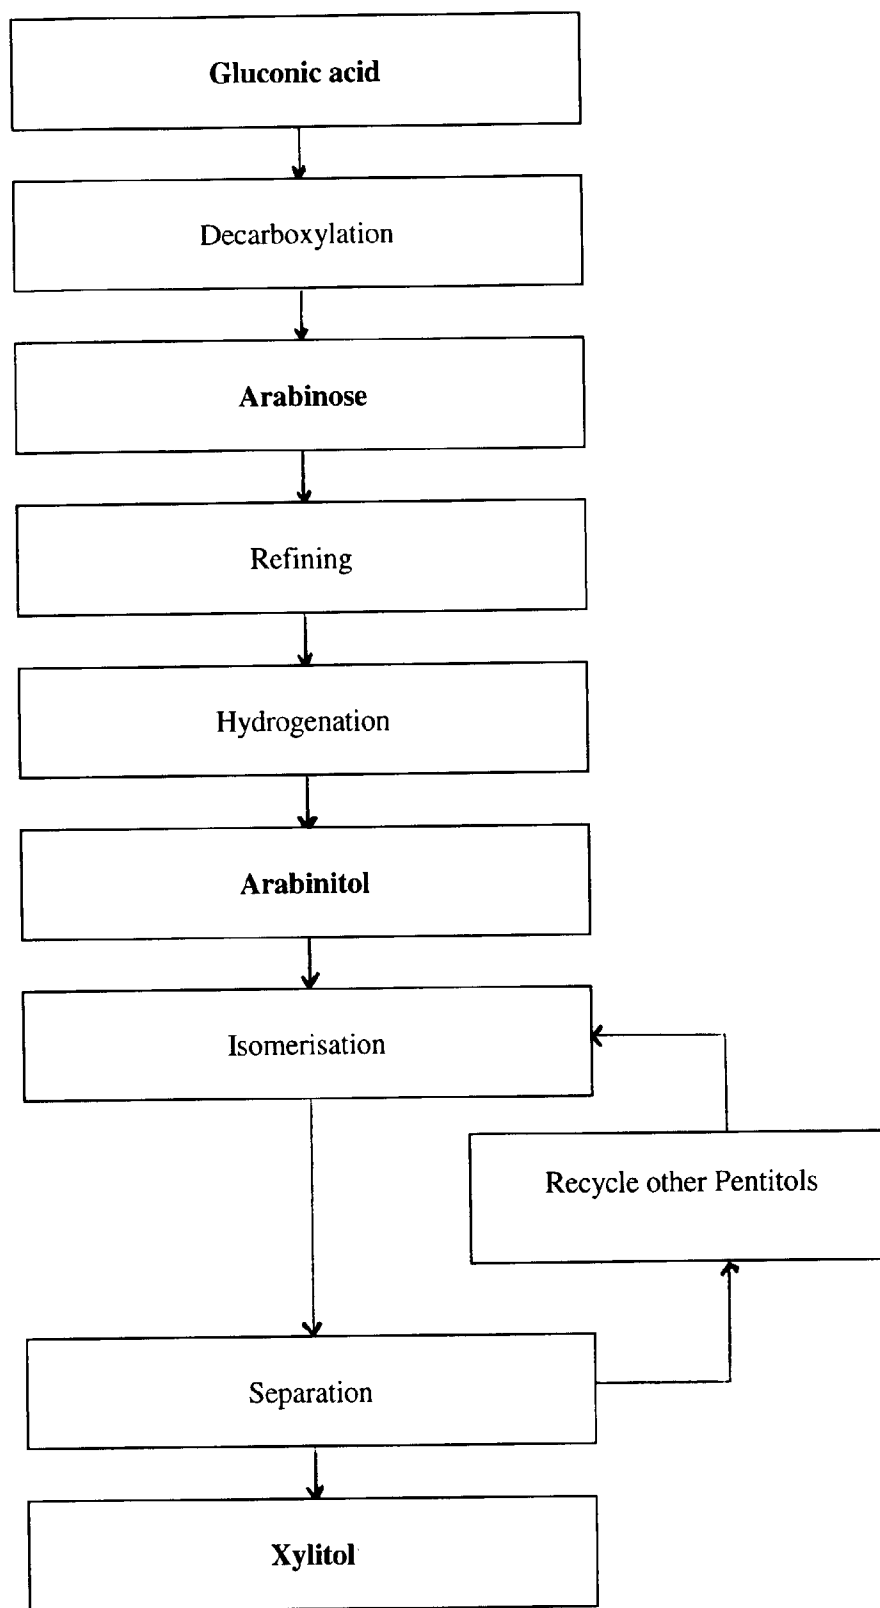 Gluconic acid
Decarboxylation
Arabinose
Refining
Hydrogenation
Arabinitol
Isomerisation
Recycle other Pentitols
Separation
Xylitol